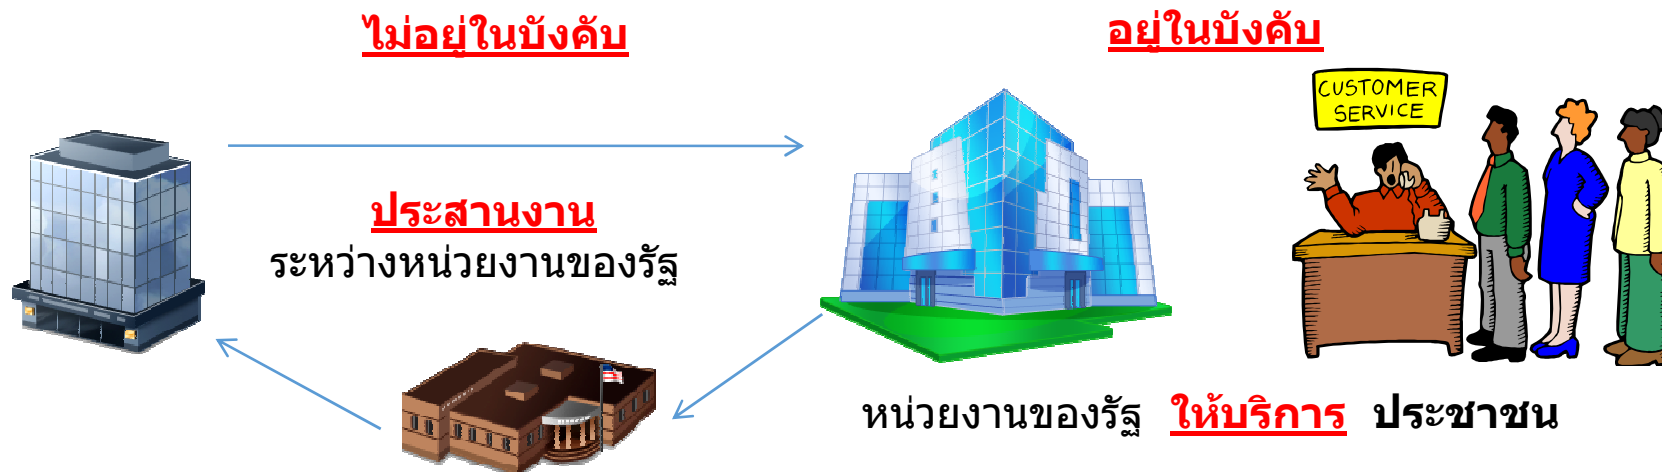 ไม่อยู่ในบังคับ
อยู่ในบังคับ
CUSTOMER
SERVICE
ประสานงาน
ระหว่างหน่วยงานของรัฐ
หน่วยงานของรัฐ ให้บริการ ประชาชน